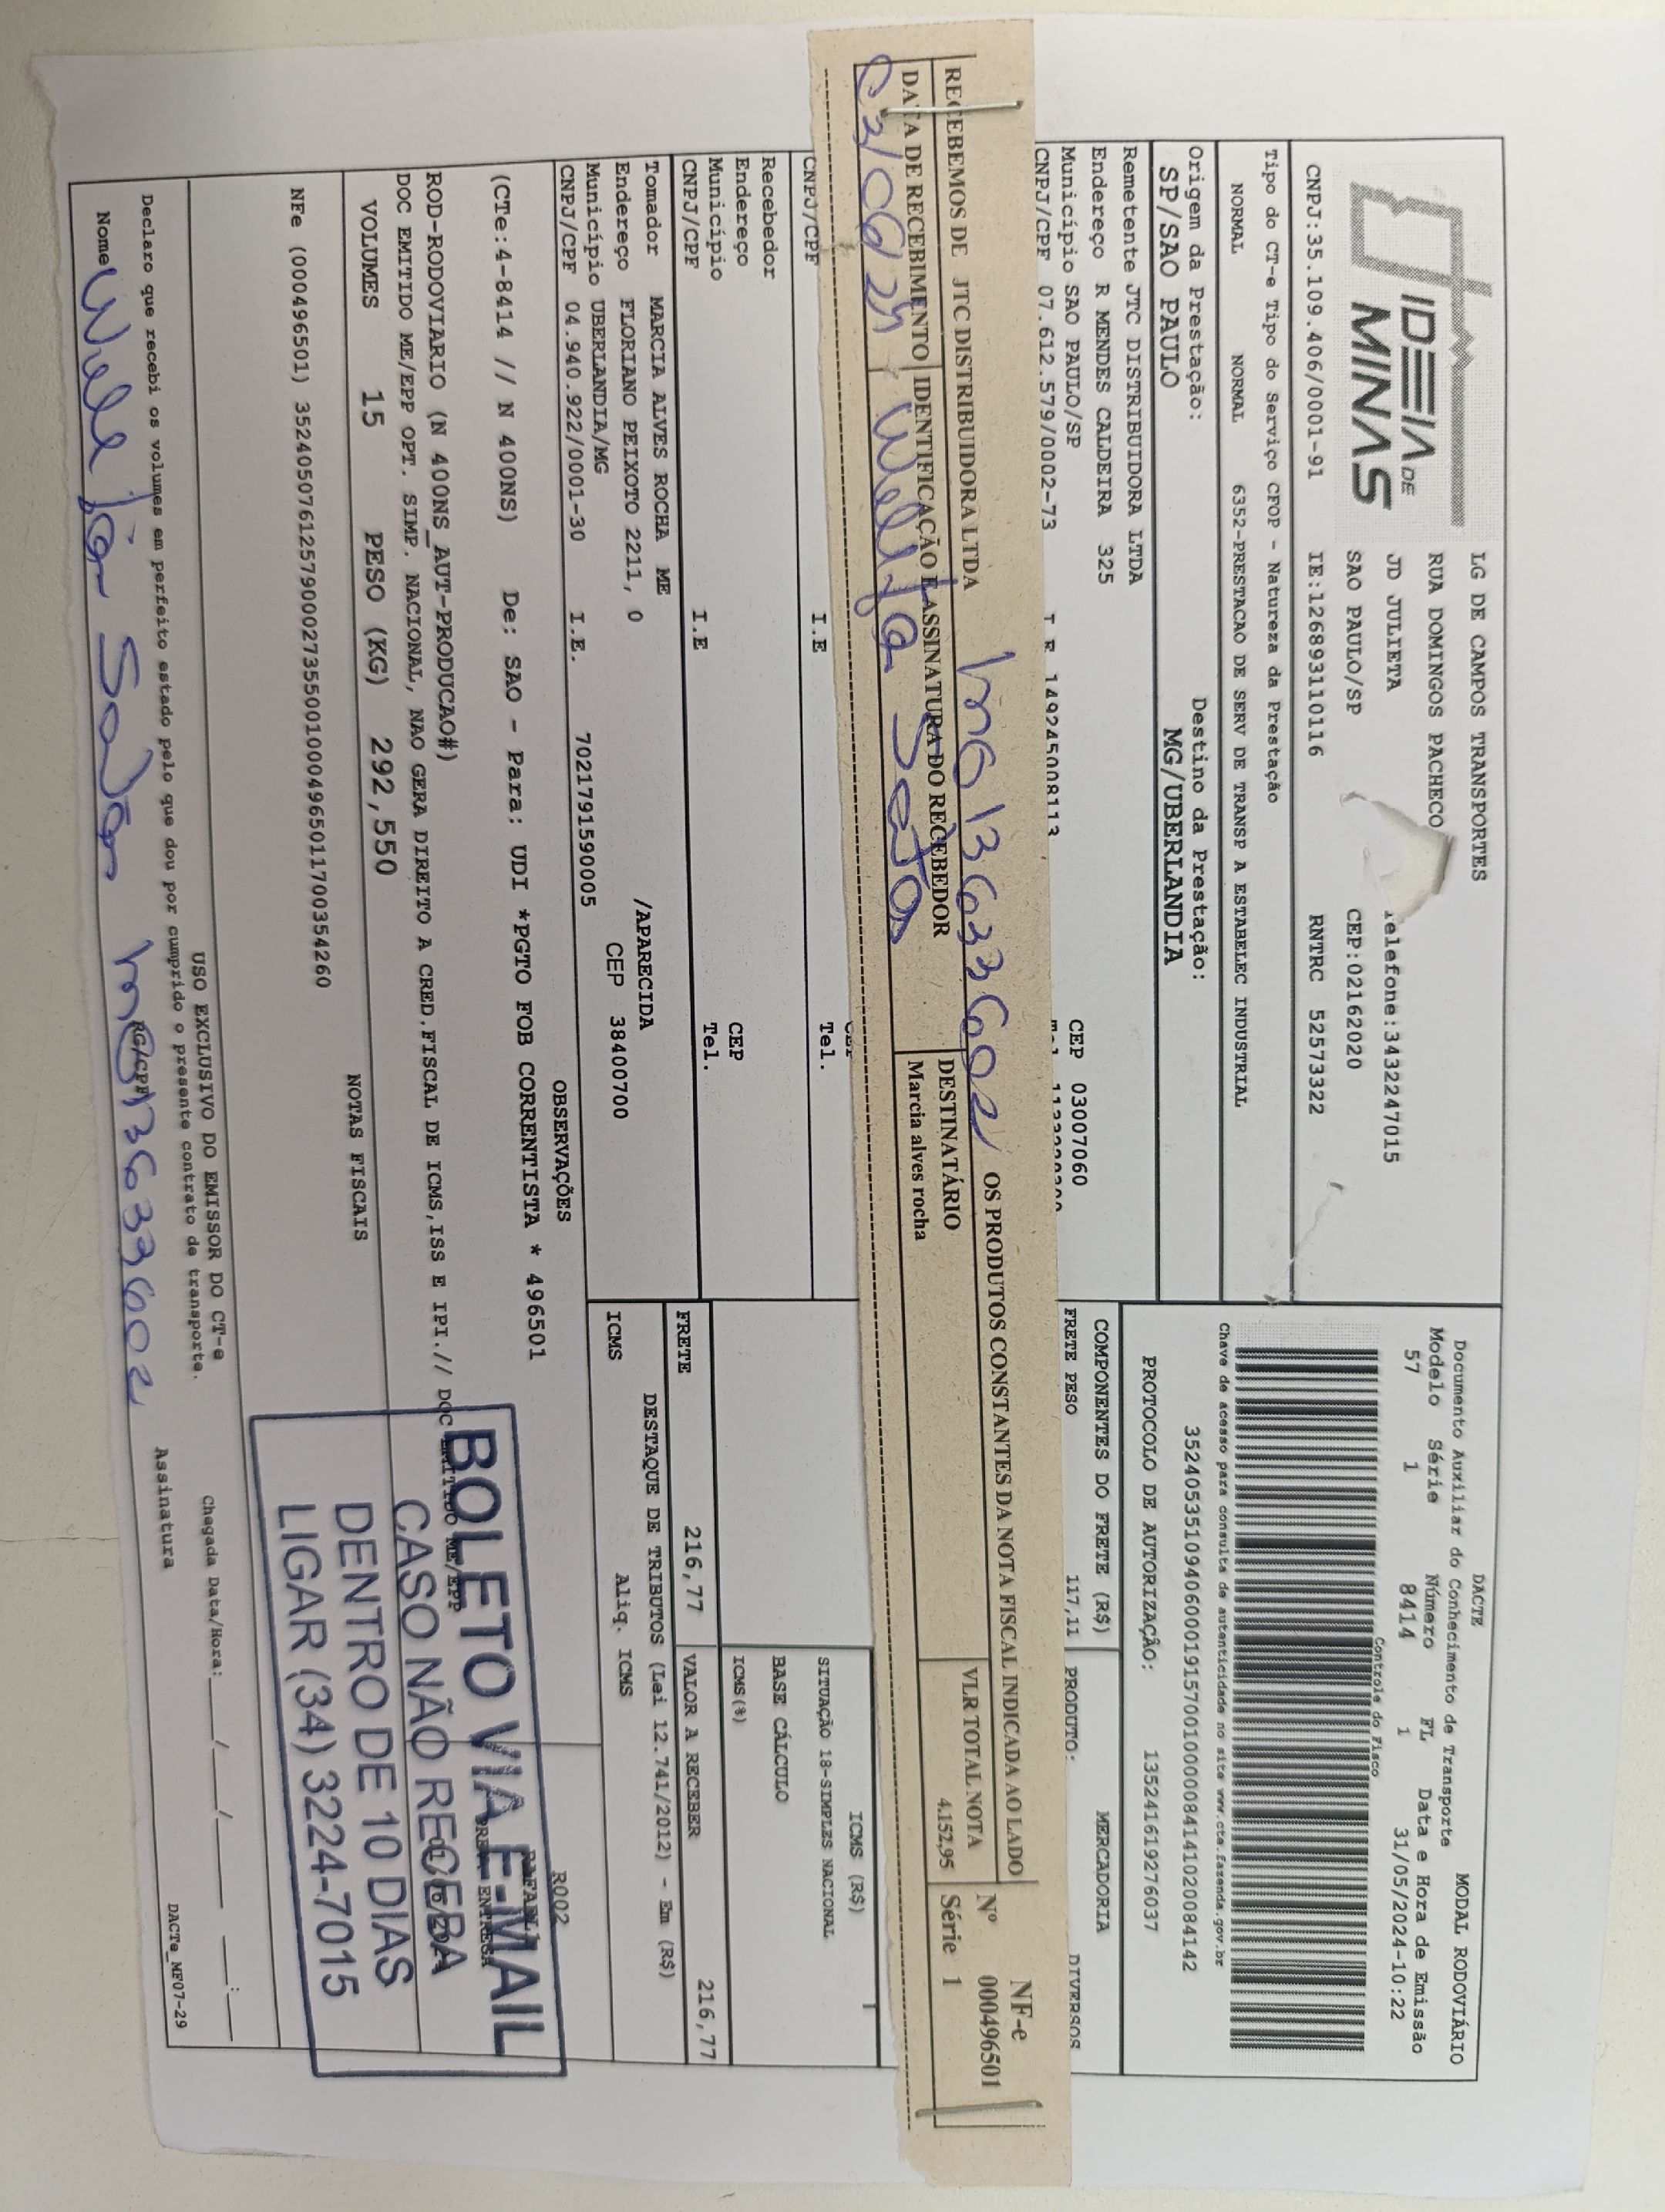 IDEIA DE
MINAS
LG DE CAMPOS TRANSPORTES
RUA DOMINGOS PACHECO
JD JULIETA
Telefone:3432247015
SAO PAULO/SP CEP:02162020
CNPJ:35.109.406/0001-91 IE:126893110116 RNTRC 52573322
DACTE MODAL RODOVIÁRIO
Documento Auxiliar do Conhecimento de Transporte
Modelo Série Número FL Data e Hora de Emissão
57 1 8414 1 31/05/2024-10:22
Controle do Fisco
Chave de acesso para consulta de autenticidade no site www.cte.fazenda.gov.br
35240535109406000191570010000084141020084142
PROTOCOLO DE AUTORIZAÇÃO: 135241619276037
Tipo do CT-e Tipo do Serviço CFOP - Natureza da Prestação
NORMAL NORMAL 6352-PRESTACAO DE SERV DE TRANSP A ESTABELEC INDUSTRIAL
Origem da Prestação: Destino da Prestação:
SP/SAO PAULO MG/UBERLANDIA
Remetente JTC DISTRIBUIDORA LTDA
Endereço R MENDES CALDEIRA 325
Município SAO PAULO/SP CEP 03007060
CNPJ/CPF 07.612.579/0002-73 I E 149245008113
COMPONENTES DO FRETE (R$) MERCADORIA
FRETE PESO 117,11 PRODUTO: DIVERSOS
RECEBEMOS DE JTC DISTRIBUIDORA LTDA OS PRODUTOS CONSTANTES DA NOTA FISCAL INDICADA AO LADO
MG 13633602
DATA DE RECEBIMENTO IDENTIFICAÇÃO E ASSINATURA DO RECEBEDOR
DESTINATÁRIO
Marcia alves rocha
VLR TOTAL NOTA
4.152,95
NF-e
Nº 000496501
Série 1
CNPJ/CPF I.E Tel.
Recebedor
Endereço CEP
Município Tel.
CNPJ/CPF I.E
ICMS (R$)
SITUAÇÃO 18-SIMPLES NACIONAL
BASE CÁLCULO
ICMS(%)
FRETE 216,77 VALOR A RECEBER 216,77
Tomador MARCIA ALVES ROCHA ME
Endereço FLORIANO PEIXOTO 2211, 0 /APARECIDA
Município UBERLANDIA/MG CEP 38400700
CNPJ/CPF 04.940.922/0001-30 I.E. 7021791590005
DESTAQUE DE TRIBUTOS (Lei 12.741/2012) - Em (R$)
ICMS Aliq. ICMS
OBSERVAÇÕES
R002
(CTe:4-8414 // N 400NS) De: SAO - Para: UDI *PGTO FOB CORRENTISTA * 496501
ROD-RODOVIARIO (N 400NS_AUT-PRODUCAO#)
DOC EMITIDO ME/EPP OPT. SIMP. NACIONAL, NAO GERA DIREITO A CRED.FISCAL DE ICMS,ISS E IPI.// DOC EMITIDO ME/EPP
VOLUMES 15 PESO (KG) 292,550
NOTAS FISCAIS
NFe (000496501) 35240507612579000273550010004965011700354260
BOLETO VIA E-MAIL
CASO NÃO RECEBA
DENTRO DE 10 DIAS
LIGAR (34) 3224-7015
USO EXCLUSIVO DO EMISSOR DO CT-e
Declaro que recebi os volumes em perfeito estado pelo que dou por cumprido o presente contrato de transporte.
Chegada Data/Hora: ___/___/___ __:__
Nome RG/CPF MG 13633602 Assinatura
DACTe_MF07-29